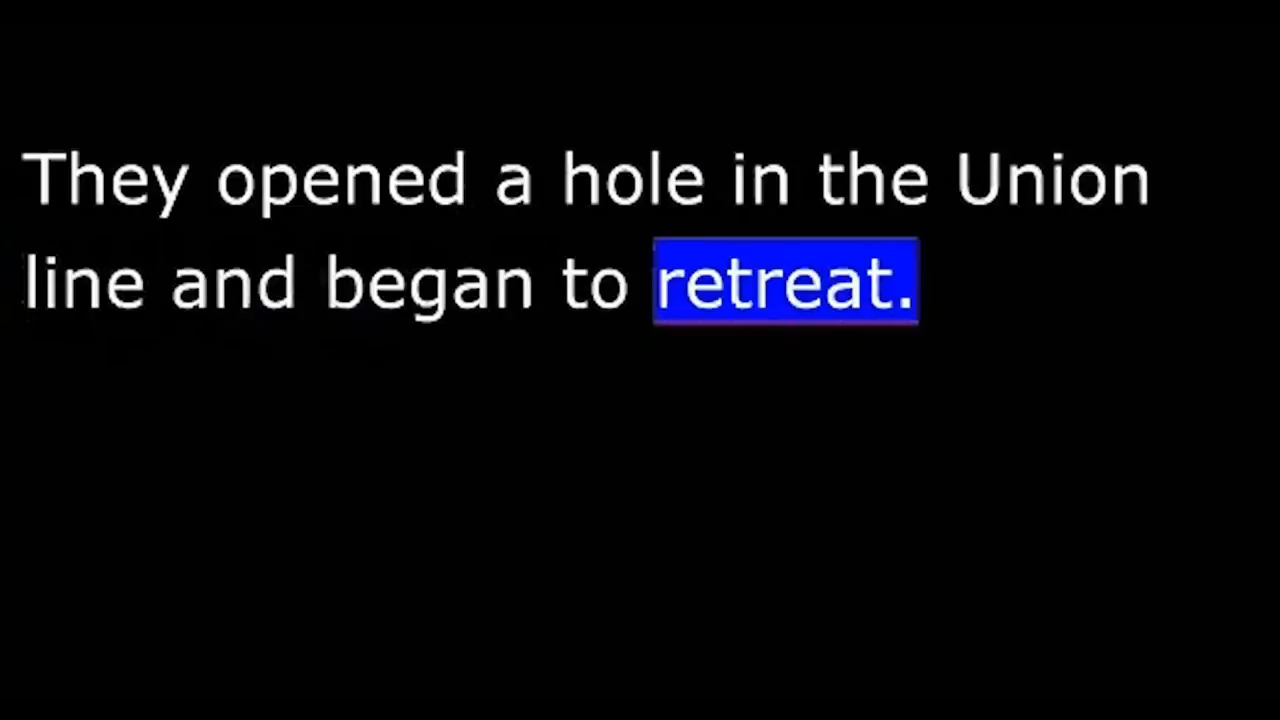 They opened a hole in the Union
line and began to retreat.